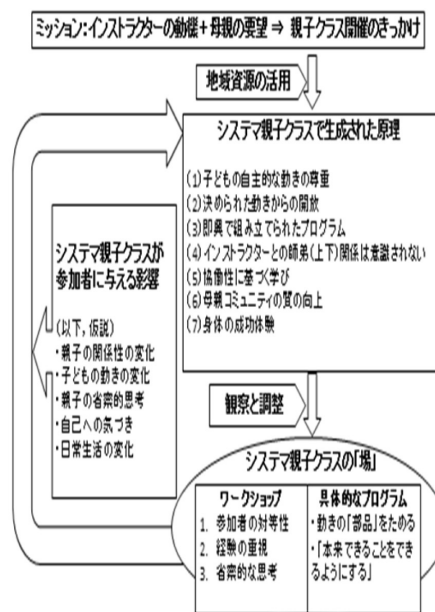 ミッション:インストラクターの動機+母親の要望 ⇒ 親子クラス開催のきっかけ
地域資源の活用
システマ親子クラスで生成された原理
(1)子どもの自主的な動きの尊重
(2)決められた動きからの開放
(3)即興で組み立てられたプログラム
(4)インストラクターとの師弟(上下)関係は意識されない
(5)協働性に基づく学び
(6)母親コミュニティの質の向上
(7)身体の成功体験
システマ親子クラスが
参加者に与える影響
(以下,仮説)
・親子の関係性の変化
・子どもの動きの変化
・親子の省察的思考
・自己への気づき
・日常生活の変化
観察と調整
システマ親子クラスの「場」
ワークショップ
1. 参加者の対等性
2. 経験の重視
3. 省察的な思考
具体的なプログラム
・動きの「部品」をためる
・「本来できることをでき
るようにする」